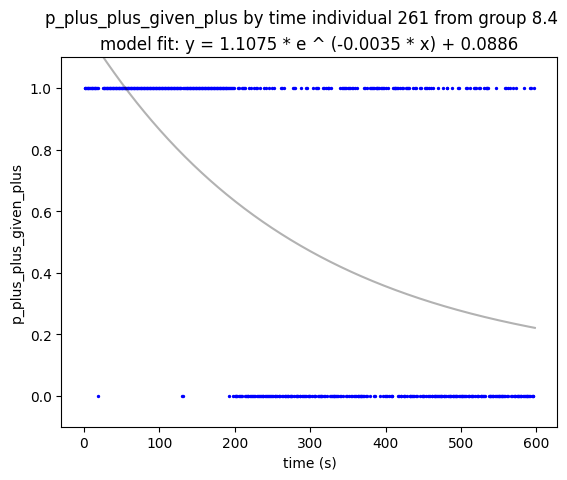 p_plus_plus_given_plus by time individual 261 from group 8.4
model fit: y = 1.1075 * e ^ (-0.0035 * x) + 0.0886
p_plus_plus_given_plus
1.0
0.8
0.6
0.4
0.2
0.0
0 100 200 300 400 500 600
time (s)